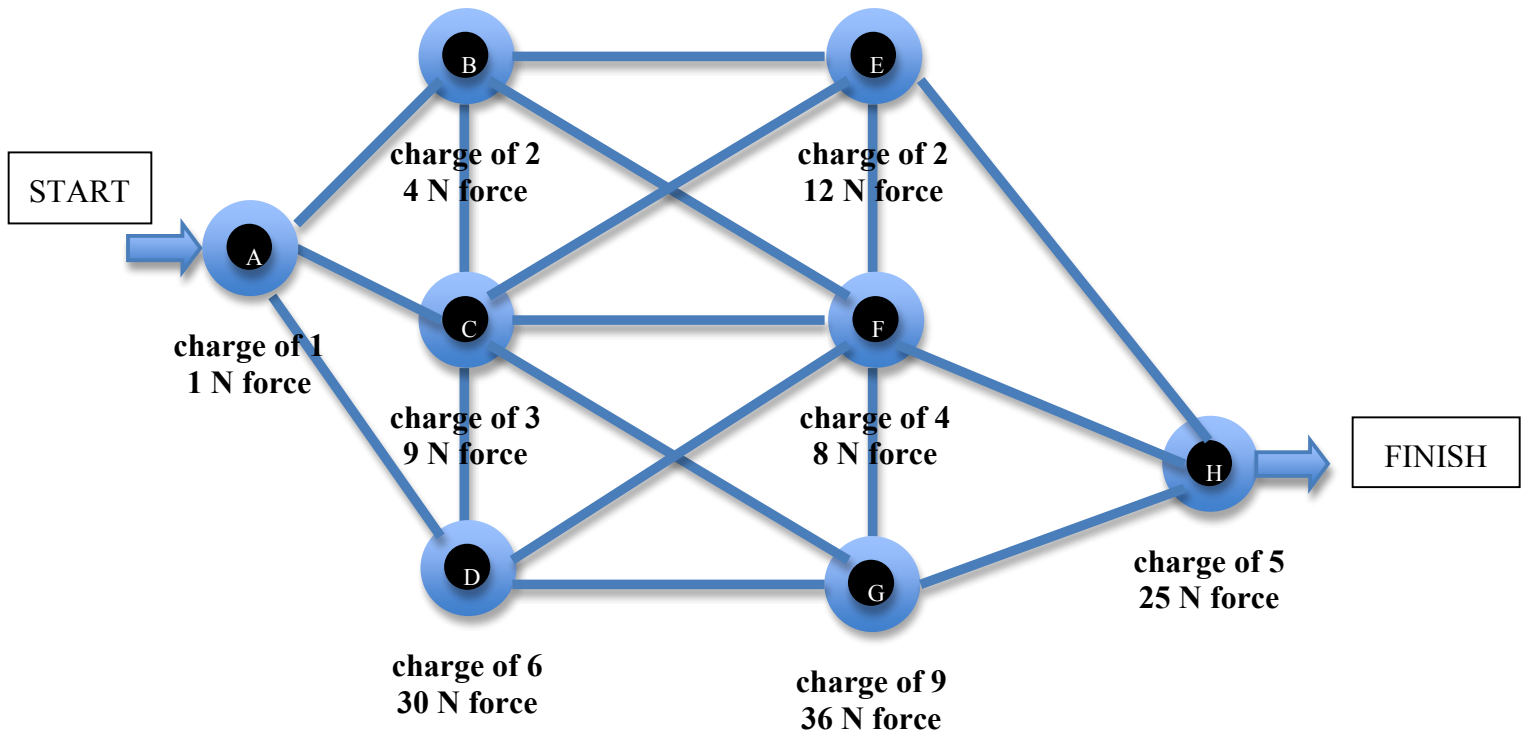 B
E
charge of 2
4 N force
charge of 2
12 N force
START
A
charge of 1
1 N force
C
F
charge of 3
9 N force
charge of 4
8 N force
H
FINISH
D
G
charge of 5
25 N force
charge of 6
30 N force
charge of 9
36 N force